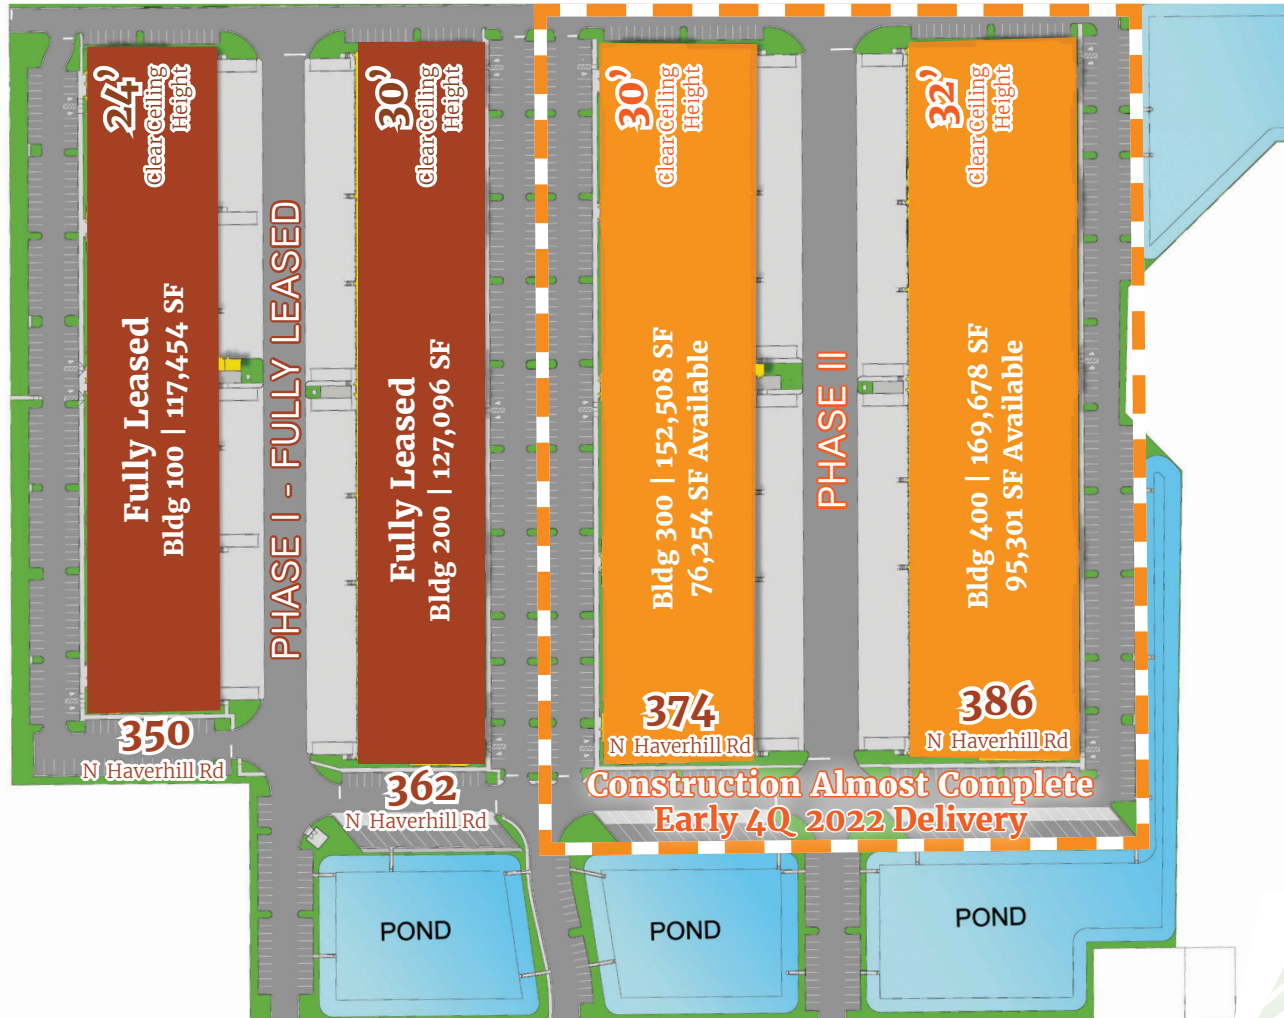 24'
Clear Ceiling
Height
Fully Leased
Bldg 100 | 117,454 SF
350
N Haverhill Rd
PHASE I - FULLY LEASED
30'
Clear Ceiling
Height
Fully Leased
Bldg 200 | 127,096 SF
362
N Haverhill Rd
30'
Clear Ceiling
Height
Bldg 300 | 152,508 SF
76,254 SF Available
374
N Haverhill Rd
PHASE II
32'
Clear Ceiling
Height
Bldg 400 | 169,678 SF
95,301 SF Available
386
N Haverhill Rd
Construction Almost Complete
Early 4Q 2022 Delivery
POND
POND
POND